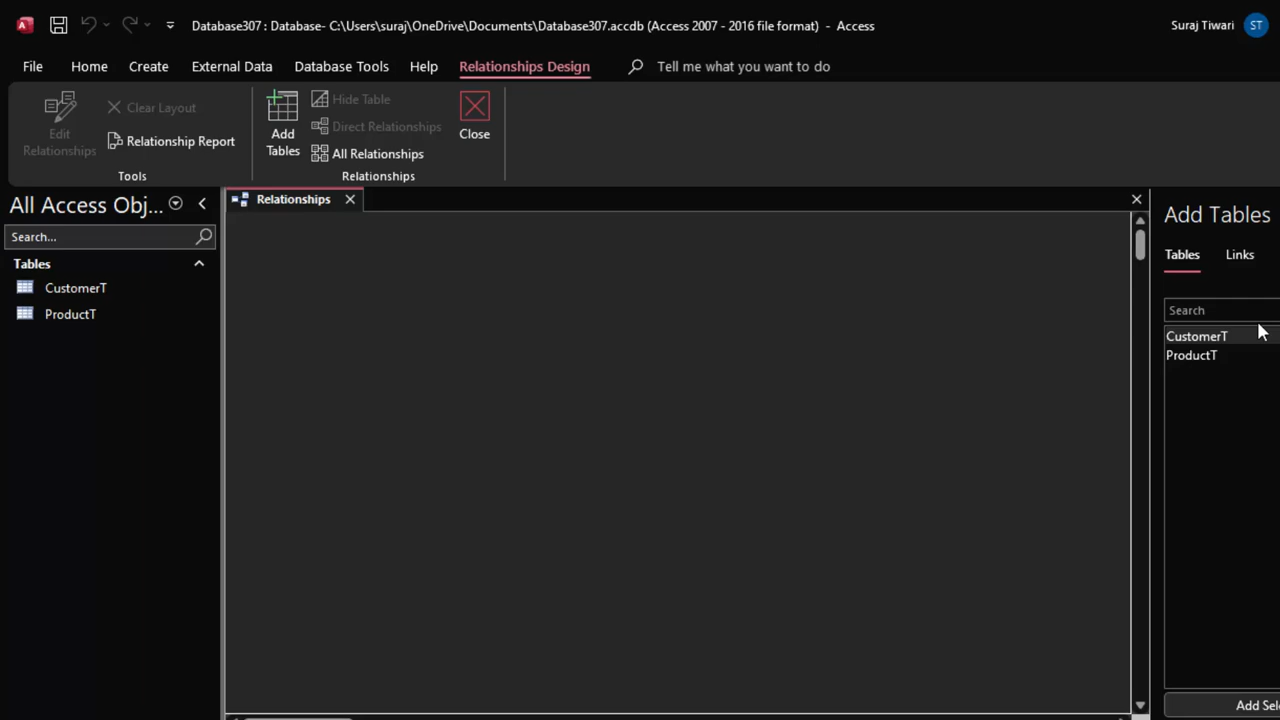 Database307 : Database- C:\Users\suraj\OneDrive\Documents\Database307.accdb (Access 2007 - 2016 file format) - Access
Suraj Tiwari
ST
File
Home
Create
External Data
Database Tools
Help
Relationships Design
Tell me what you want to do
Edit
Relationships
Clear Layout
Relationship Report
Tools
Add
Tables
Hide Table
Direct Relationships
All Relationships
Close
Relationships
All Access Obj...
Search...
Tables
CustomerT
ProductT
Relationships
Add Tables
Tables
Links
Search
CustomerT
ProductT
Add Sel